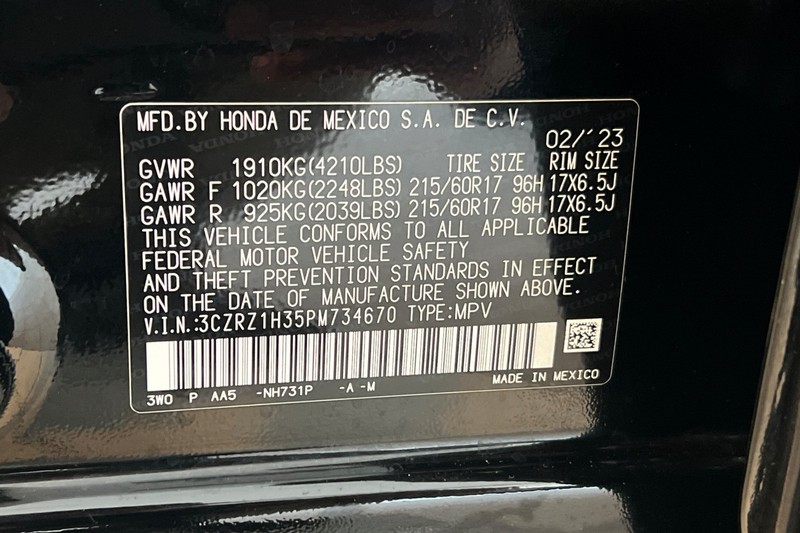 MFD.BY HONDA DE MEXICO S.A. DE C.V.
02/'23
GVWR 1910KG(4210LBS) TIRE SIZE RIM SIZE
GAWR F 1020KG(2248LBS) 215/60R17 96H 17X6.5J
GAWR R 925KG(2039LBS) 215/60R17 96H 17X6.5J
THIS VEHICLE CONFORMS TO ALL APPLICABLE
FEDERAL MOTOR VEHICLE SAFETY
AND THEFT PREVENTION STANDARDS IN EFFECT
ON THE DATE OF MANUFACTURE SHOWN ABOVE.
V.I.N.:3CZRZ1H35PM734670 TYPE:MPV
3W0 P AA5 -NH731P -A -M MADE IN MEXICO